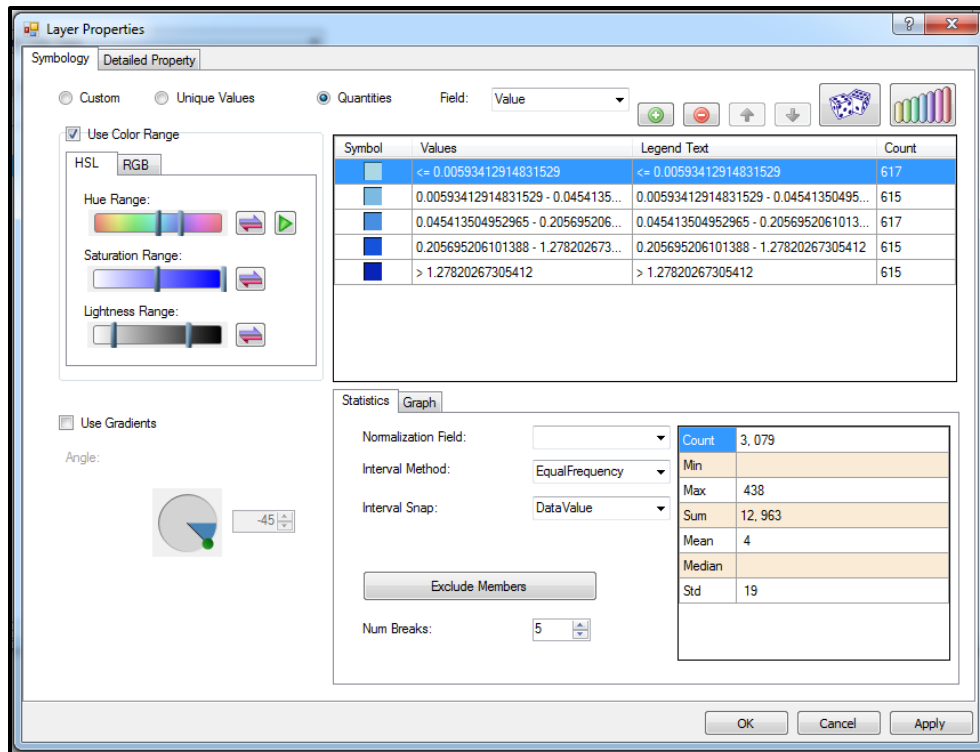 Layer Properties
Symbology Detailed Property
Custom Unique Values Quantities Field: Value
Use Color Range
HSL RGB
Hue Range:
Saturation Range:
Lightness Range:
Symbol Values Legend Text Count
<= 0.00593412914831529 <= 0.00593412914831529 617
0.00593412914831529 - 0.0454135... 0.00593412914831529 - 0.04541350495... 615
0.045413504952965 - 0.205695206... 0.045413504952965 - 0.2056952061013... 617
0.205695206101388 - 1.278202673... 0.205695206101388 - 1.27820267305412 615
> 1.27820267305412 > 1.27820267305412 615
Use Gradients
Angle:
-45
Statistics Graph
Normalization Field:
Interval Method: EqualFrequency
Interval Snap: DataValue
Exclude Members
Num Breaks: 5
Count 3, 079
Min
Max 438
Sum 12, 963
Mean 4
Median
Std 19
OK Cancel Apply